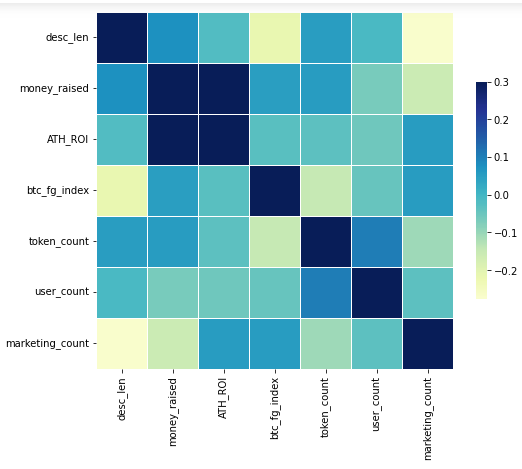 desc_len
money_raised
ATH_ROI
btc_fg_index
token_count
user_count
marketing_count
0.3
0.2
0.1
0.0
−0.1
−0.2
desc_len
money_raised
ATH_ROI
btc_fg_index
token_count
user_count
marketing_count